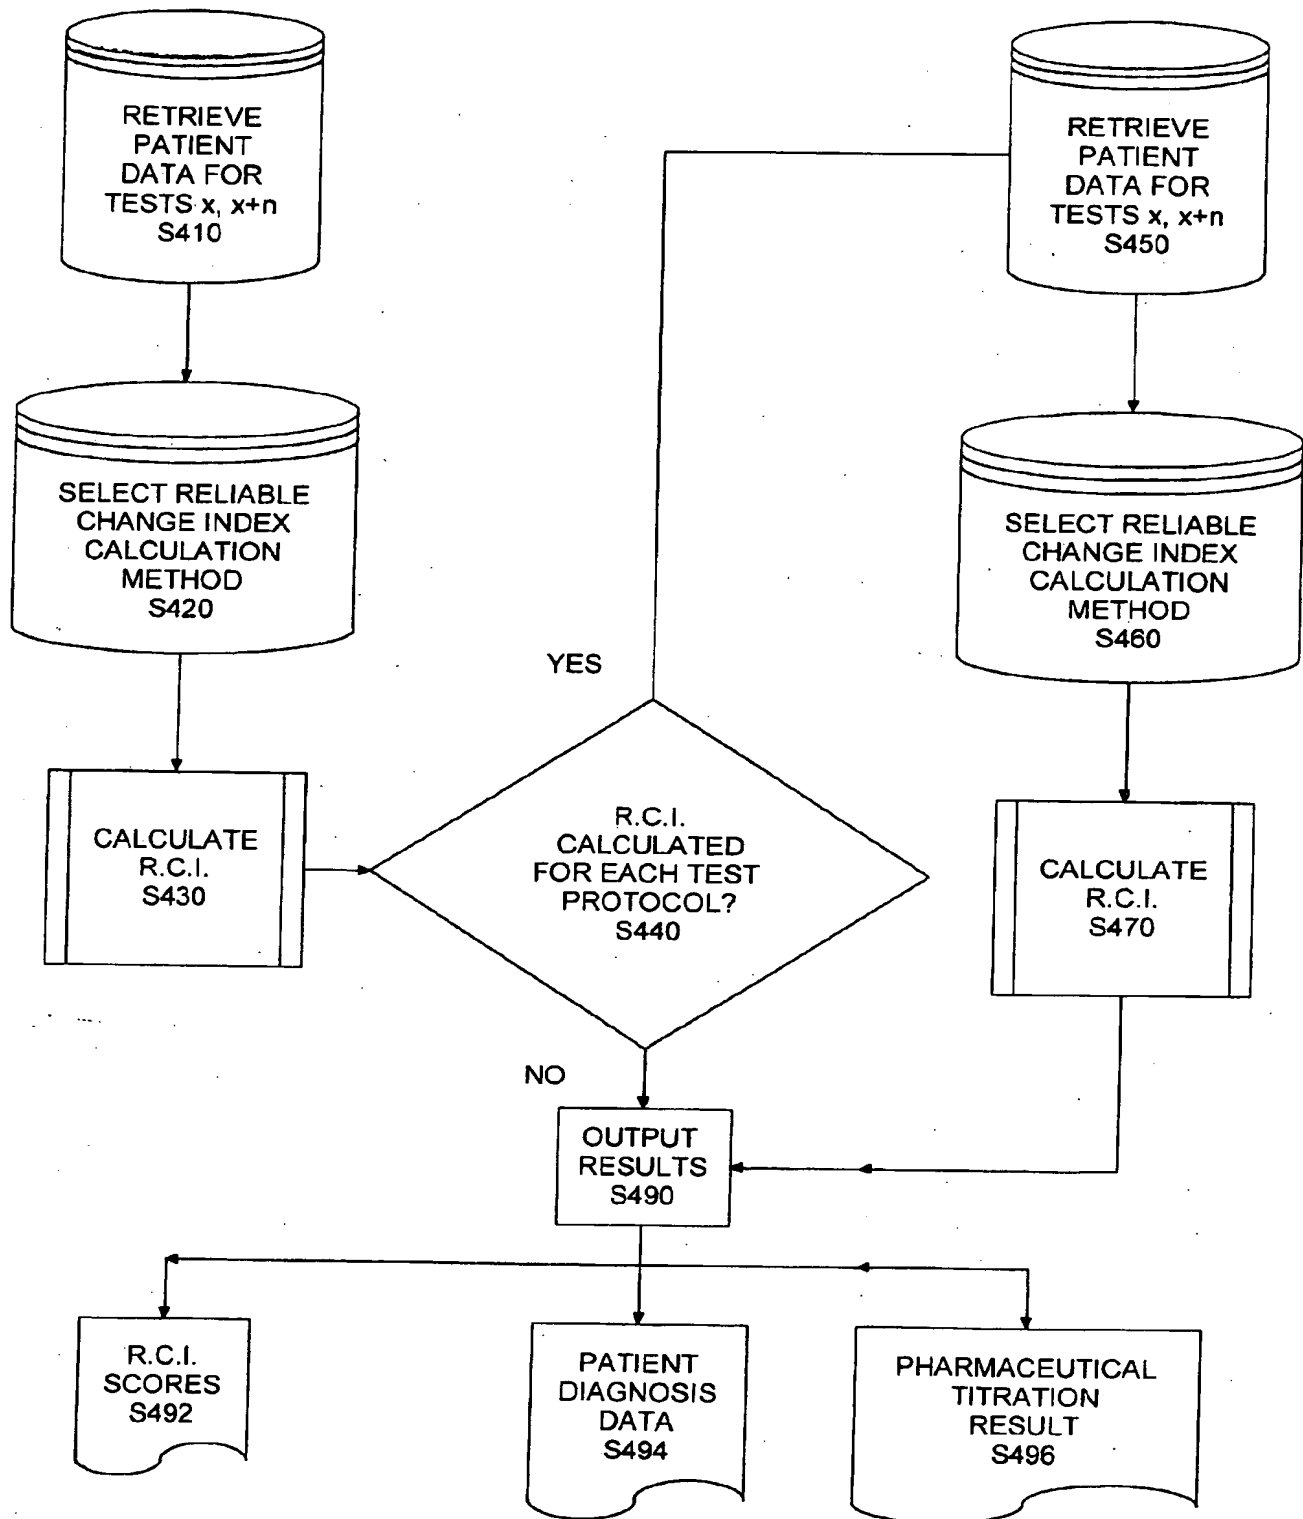 RETRIEVE
PATIENT
DATA FOR
TESTS x, x+n
S410
RETRIEVE
PATIENT
DATA FOR
TESTS x, x+n
S450
SELECT RELIABLE
CHANGE INDEX
CALCULATION
METHOD
S420
SELECT RELIABLE
CHANGE INDEX
CALCULATION
METHOD
S460
YES
CALCULATE
R.C.I.
S430
R.C.I.
CALCULATED
FOR EACH TEST
PROTOCOL?
S440
CALCULATE
R.C.I.
S470
NO
OUTPUT
RESULTS
S490
R.C.I.
SCORES
S492
PATIENT
DIAGNOSIS
DATA
S494
PHARMACEUTICAL
TITRATION
RESULT
S496